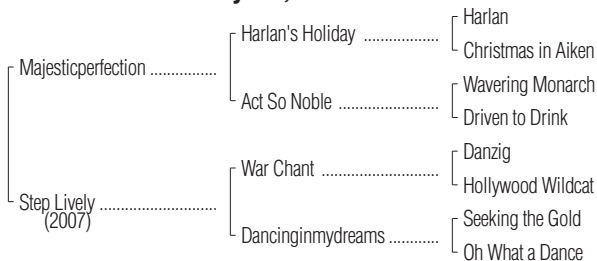 Harlan
Harlan's Holiday ..................
Christmas in Aiken
Majesticperfection ................
Wavering Monarch
Act So Noble ........................
Driven to Drink
Danzig
War Chant ............................
Hollywood Wildcat
Step Lively ............................
(2007)
Seeking the Gold
Dancinginmydreams ............
Oh What a Dance